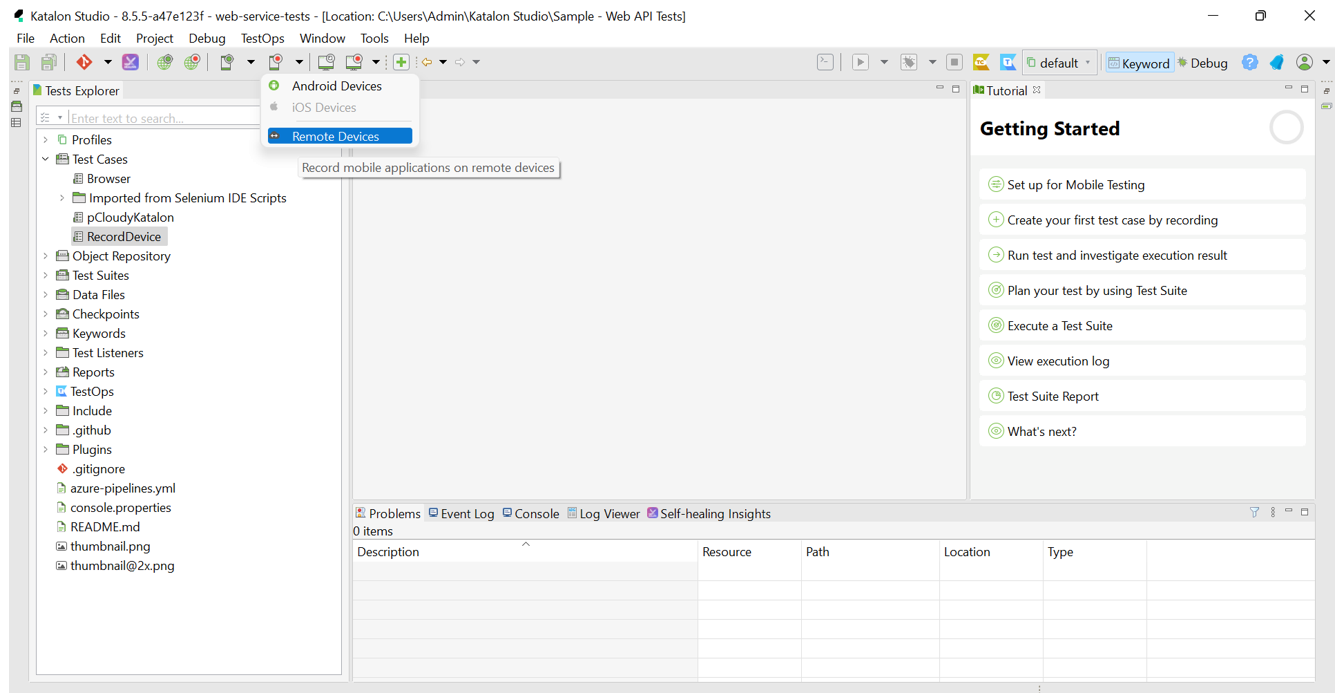 Katalon Studio - 8.5.5-a47e123f - web-service-tests - [Location: C:\Users\Admin\Katalon Studio\Sample - Web API Tests]
File Action Edit Project Debug TestOps Window Tools Help
default Keyword Debug
Tests Explorer
Enter text to search...
Profiles
Test Cases
Browser
Imported from Selenium IDE Scripts
pCloudyKatalon
RecordDevice
Object Repository
Test Suites
Data Files
Checkpoints
Keywords
Test Listeners
Reports
TestOps
Include
.github
Plugins
.gitignore
azure-pipelines.yml
console.properties
README.md
thumbnail.png
thumbnail@2x.png
Android Devices
iOS Devices
Remote Devices
Record mobile applications on remote devices
Tutorial
Getting Started
Set up for Mobile Testing
Create your first test case by recording
Run test and investigate execution result
Plan your test by using Test Suite
Execute a Test Suite
View execution log
Test Suite Report
What's next?
Problems Event Log Console Log Viewer Self-healing Insights
0 items
Description Resource Path Location Type